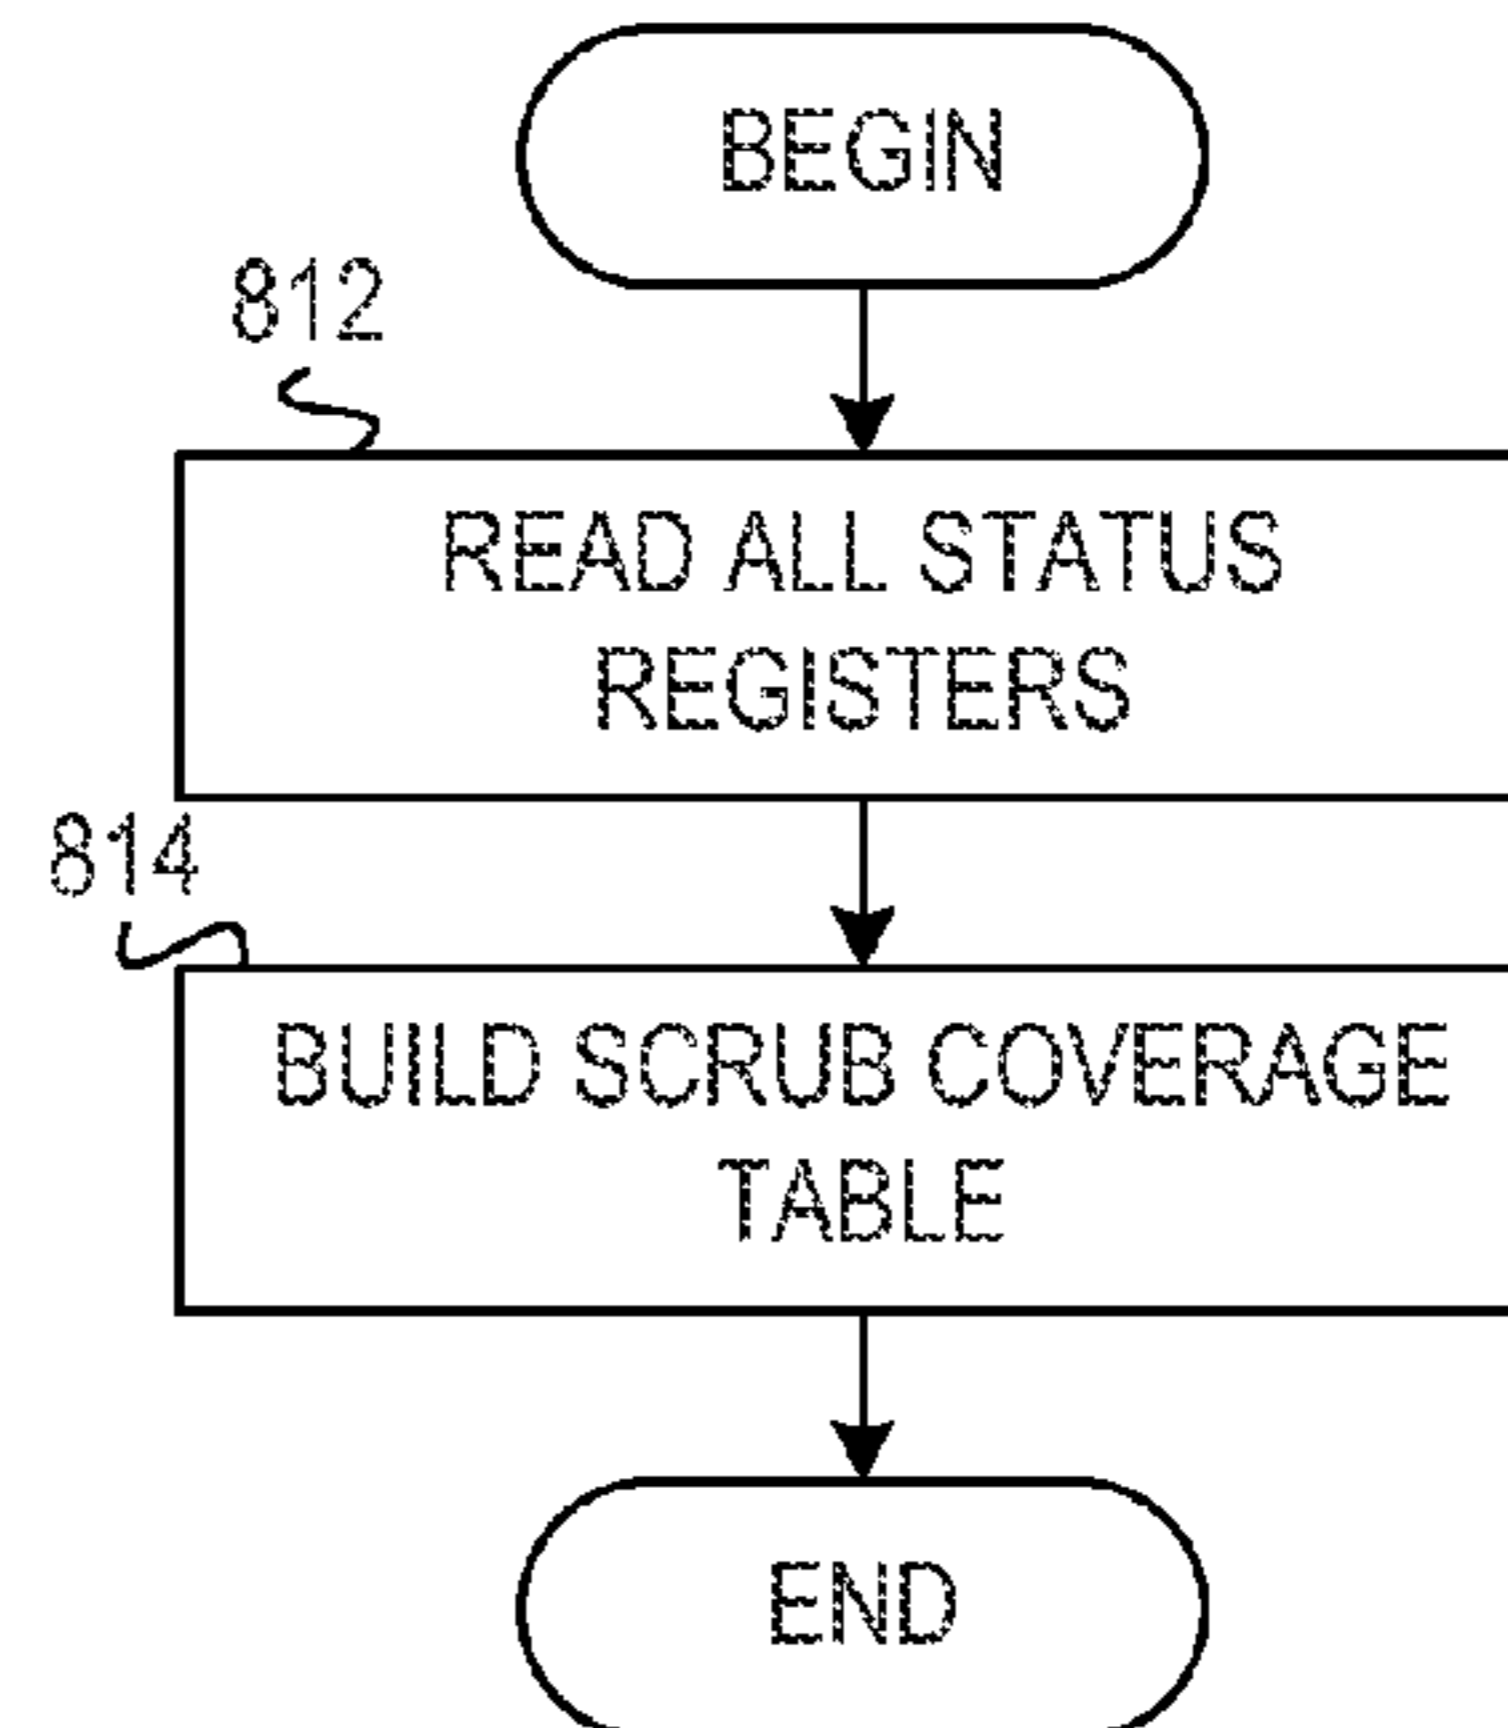 BEGIN
812
READ ALL STATUS
REGISTERS
814
BUILD SCRUB COVERAGE
TABLE
END